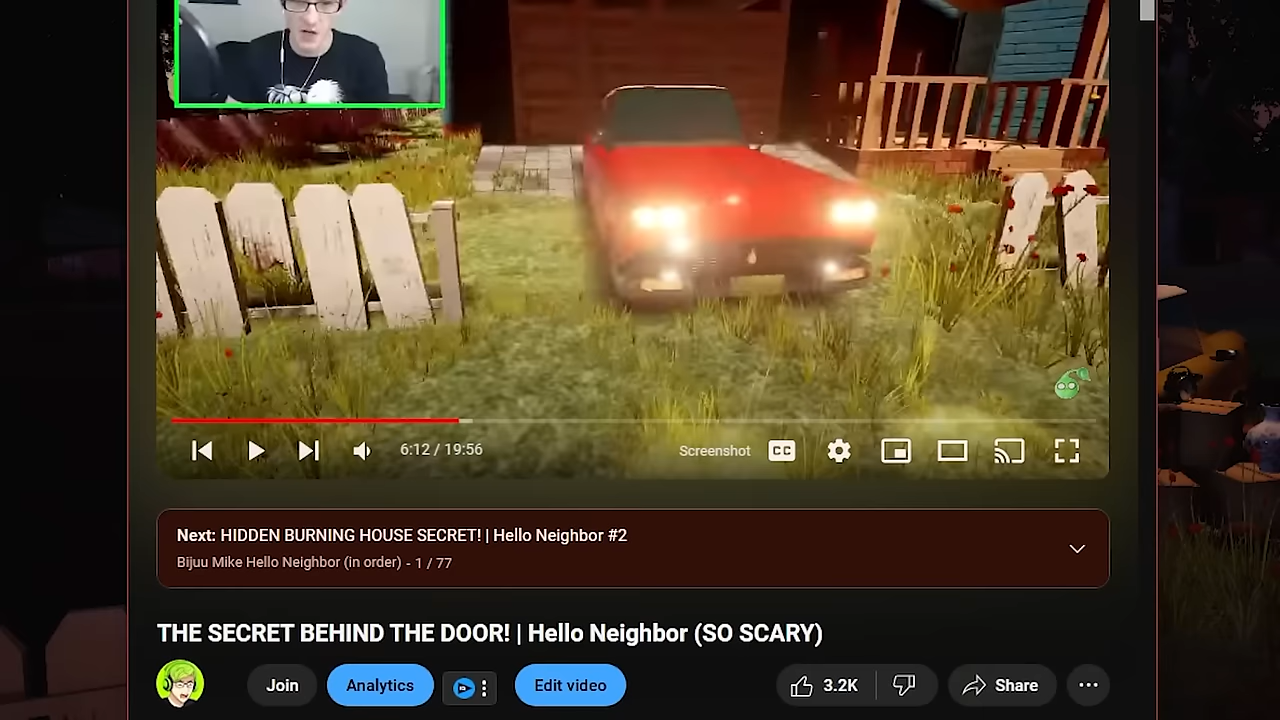 6:12 / 19:56
Screenshot
CC
Next: HIDDEN BURNING HOUSE SECRET! | Hello Neighbor #2
Bijuu Mike Hello Neighbor (in order) - 1 / 77
THE SECRET BEHIND THE DOOR! | Hello Neighbor (SO SCARY)
Join
Analytics
Edit video
3.2K
Share